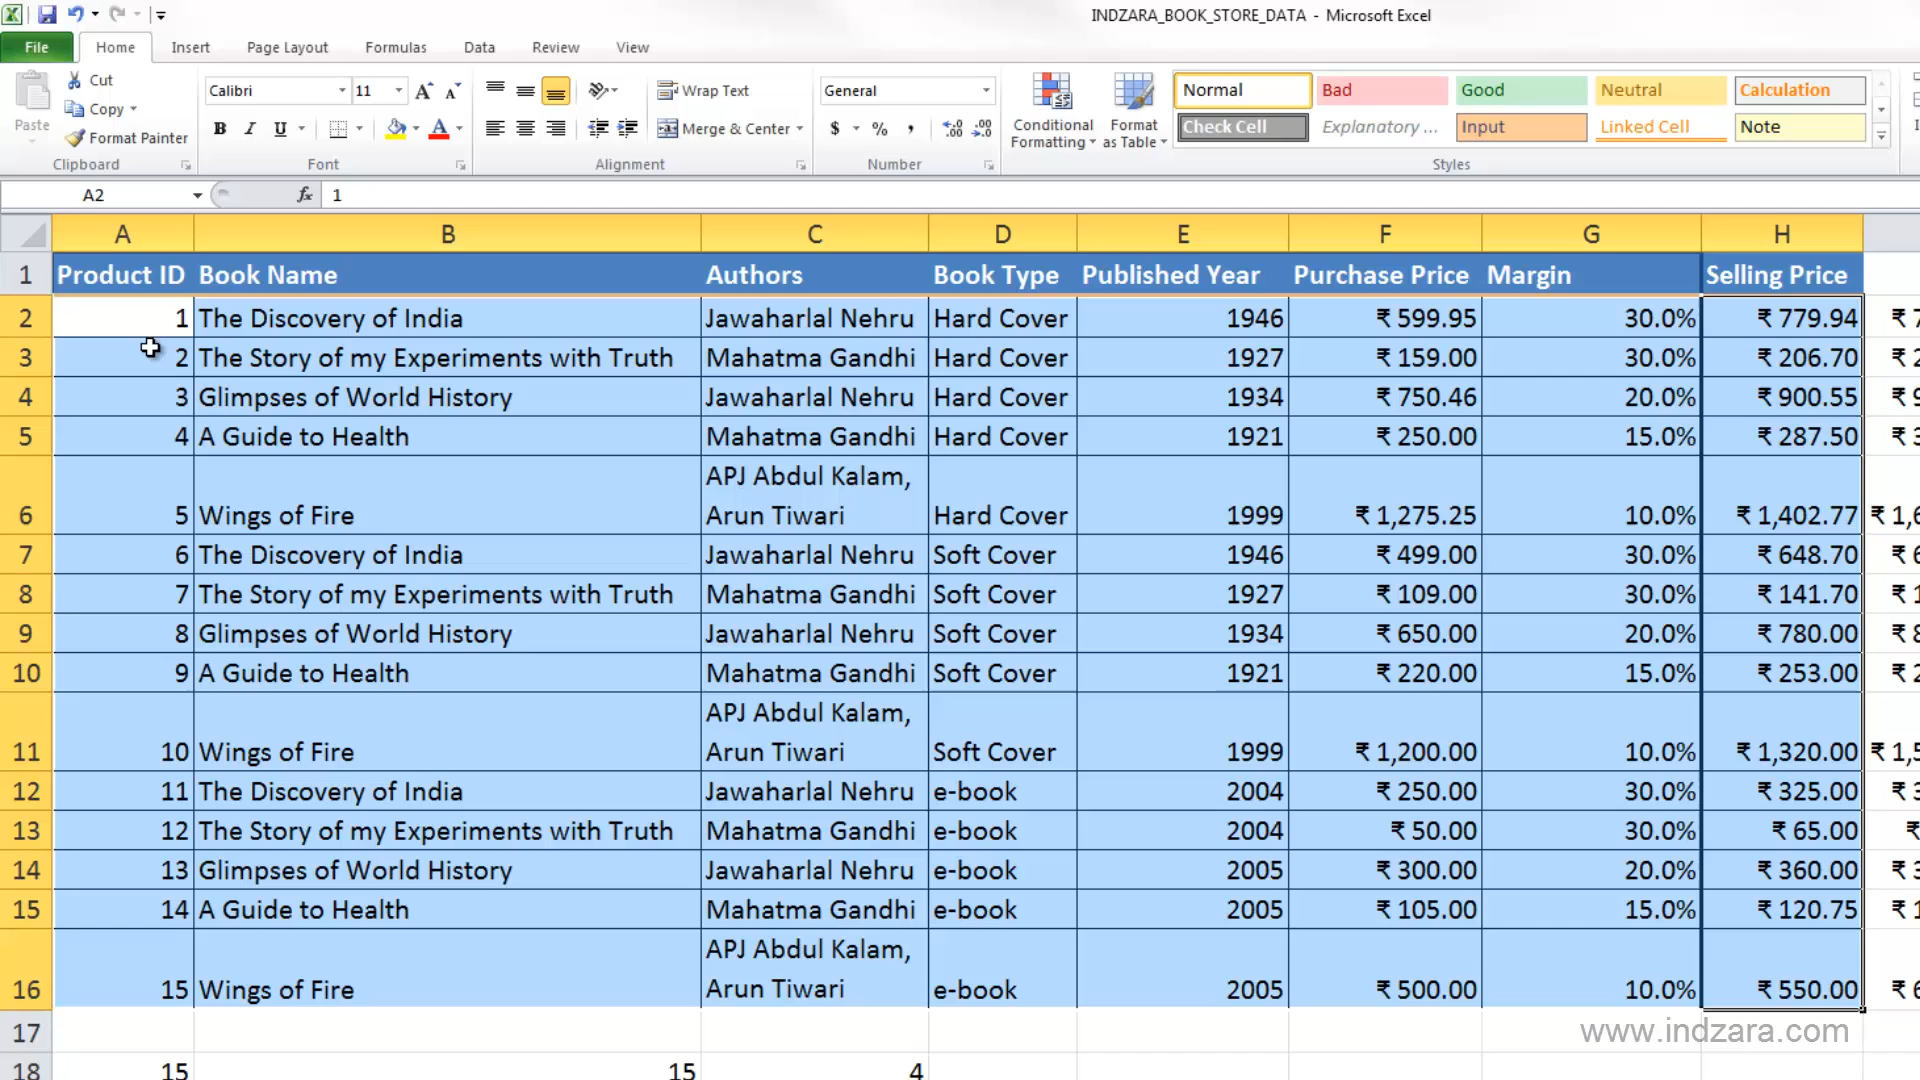 INDZARA_BOOK_STORE_DATA - Microsoft Excel
File Home Insert Page Layout Formulas Data Review View
Paste Cut Copy Format Painter
Clipboard
Calibri 11 A A
B I U A
Font
Wrap Text
Merge & Center
Alignment
General
$ % , .0 .00 .00 .0
Number
Conditional Formatting
Format as Table
Normal Bad Good Neutral Calculation
Check Cell Explanatory ... Input Linked Cell Note
Styles
A2 fx 1
A B C D E F G H
1 Product ID Book Name Authors Book Type Published Year Purchase Price Margin Selling Price
2 1 The Discovery of India Jawaharlal Nehru Hard Cover 1946 ₹ 599.95 30.0% ₹ 779.94 ₹
3 2 The Story of my Experiments with Truth Mahatma Gandhi Hard Cover 1927 ₹ 159.00 30.0% ₹ 206.70 ₹
4 3 Glimpses of World History Jawaharlal Nehru Hard Cover 1934 ₹ 750.46 20.0% ₹ 900.55 ₹
5 4 A Guide to Health Mahatma Gandhi Hard Cover 1921 ₹ 250.00 15.0% ₹ 287.50 ₹
APJ Abdul Kalam,
6 5 Wings of Fire Arun Tiwari Hard Cover 1999 ₹ 1,275.25 10.0% ₹ 1,402.77 ₹
7 6 The Discovery of India Jawaharlal Nehru Soft Cover 1946 ₹ 499.00 30.0% ₹ 648.70 ₹
8 7 The Story of my Experiments with Truth Mahatma Gandhi Soft Cover 1927 ₹ 109.00 30.0% ₹ 141.70 ₹
9 8 Glimpses of World History Jawaharlal Nehru Soft Cover 1934 ₹ 650.00 20.0% ₹ 780.00 ₹
10 9 A Guide to Health Mahatma Gandhi Soft Cover 1921 ₹ 220.00 15.0% ₹ 253.00 ₹
APJ Abdul Kalam,
11 10 Wings of Fire Arun Tiwari Soft Cover 1999 ₹ 1,200.00 10.0% ₹ 1,320.00 ₹
12 11 The Discovery of India Jawaharlal Nehru e-book 2004 ₹ 250.00 30.0% ₹ 325.00 ₹
13 12 The Story of my Experiments with Truth Mahatma Gandhi e-book 2004 ₹ 50.00 30.0% ₹ 65.00 ₹
14 13 Glimpses of World History Jawaharlal Nehru e-book 2005 ₹ 300.00 20.0% ₹ 360.00 ₹
15 14 A Guide to Health Mahatma Gandhi e-book 2005 ₹ 105.00 15.0% ₹ 120.75 ₹
APJ Abdul Kalam,
16 15 Wings of Fire Arun Tiwari e-book 2005 ₹ 500.00 10.0% ₹ 550.00 ₹
17
www.indzara.com
18 15 15 4